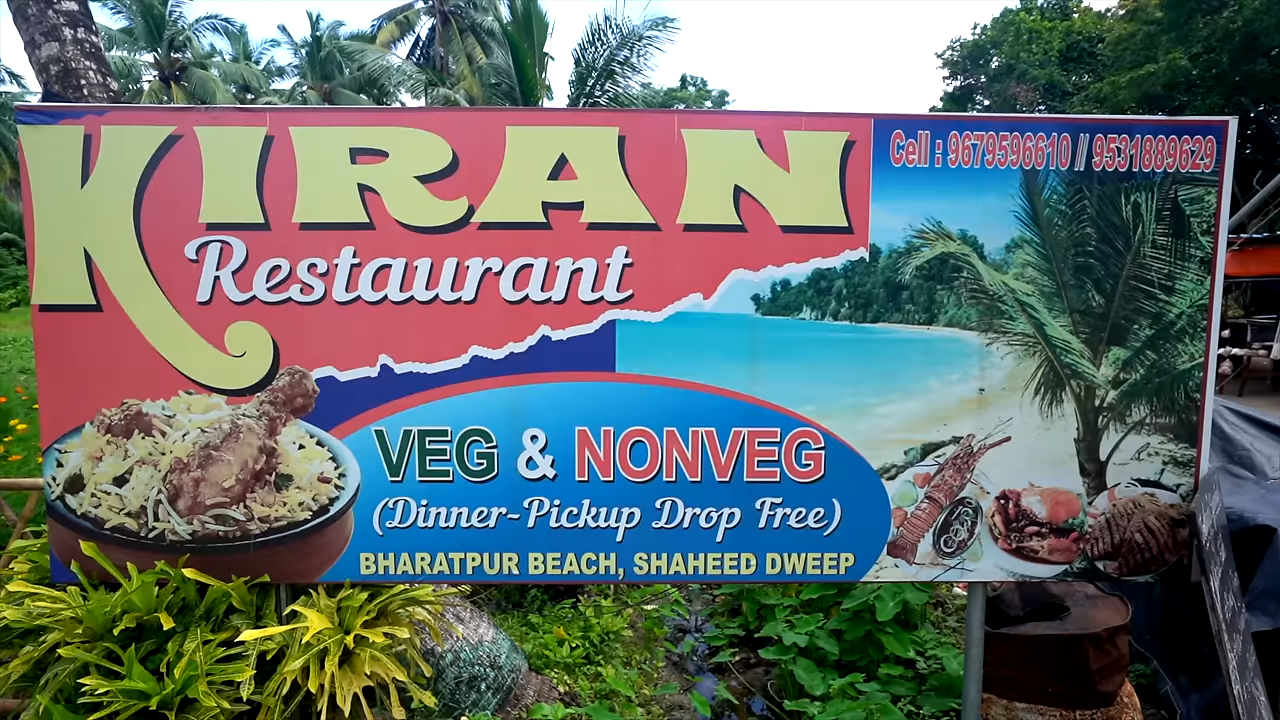 KIRAN
Restaurant
Cell : 9679596610 // 9531889629
VEG & NONVEG
(Dinner-Pickup Drop Free)
BHARATPUR BEACH, SHAHEED DWEEP